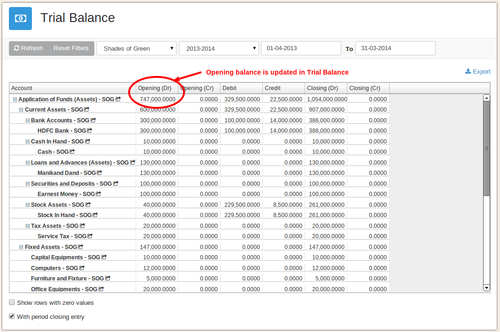 Trial Balance
Refresh Reset Filters Shades of Green 2013-2014 01-04-2013 To 31-03-2014
Opening balance is updated in Trial Balance
Export
Account Opening (Dr) Opening (Cr) Debit Credit Closing (Dr) Closing (Cr)
Application of Funds (Assets) - SOG 747,000.0000 0.0000 329,500.0000 22,500.0000 1,054,000.0000 0.0000
Current Assets - SOG 600,000.0000 0.0000 329,500.0000 22,500.0000 907,000.0000 0.0000
Bank Accounts - SOG 300,000.0000 0.0000 100,000.0000 14,000.0000 386,000.0000 0.0000
HDFC Bank - SOG 300,000.0000 0.0000 100,000.0000 14,000.0000 386,000.0000 0.0000
Cash In Hand - SOG 10,000.0000 0.0000 0.0000 0.0000 10,000.0000 0.0000
Cash - SOG 10,000.0000 0.0000 0.0000 0.0000 10,000.0000 0.0000
Loans and Advances (Assets) - SOG 130,000.0000 0.0000 0.0000 0.0000 130,000.0000 0.0000
Manikand Dand - SOG 130,000.0000 0.0000 0.0000 0.0000 130,000.0000 0.0000
Securities and Deposits - SOG 100,000.0000 0.0000 0.0000 0.0000 100,000.0000 0.0000
Earnest Money - SOG 100,000.0000 0.0000 0.0000 0.0000 100,000.0000 0.0000
Stock Assets - SOG 40,000.0000 0.0000 229,500.0000 8,500.0000 261,000.0000 0.0000
Stock In Hand - SOG 40,000.0000 0.0000 229,500.0000 8,500.0000 261,000.0000 0.0000
Tax Assets - SOG 20,000.0000 0.0000 0.0000 0.0000 20,000.0000 0.0000
Service Tax - SOG 20,000.0000 0.0000 0.0000 0.0000 20,000.0000 0.0000
Fixed Assets - SOG 147,000.0000 0.0000 0.0000 0.0000 147,000.0000 0.0000
Capital Equipments - SOG 10,000.0000 0.0000 0.0000 0.0000 10,000.0000 0.0000
Computers - SOG 12,000.0000 0.0000 0.0000 0.0000 12,000.0000 0.0000
Furniture and Fixture - SOG 5,000.0000 0.0000 0.0000 0.0000 5,000.0000 0.0000
Office Equipments - SOG 20,000.0000 0.0000 0.0000 0.0000 20,000.0000 0.0000
Show rows with zero values
With period closing entry